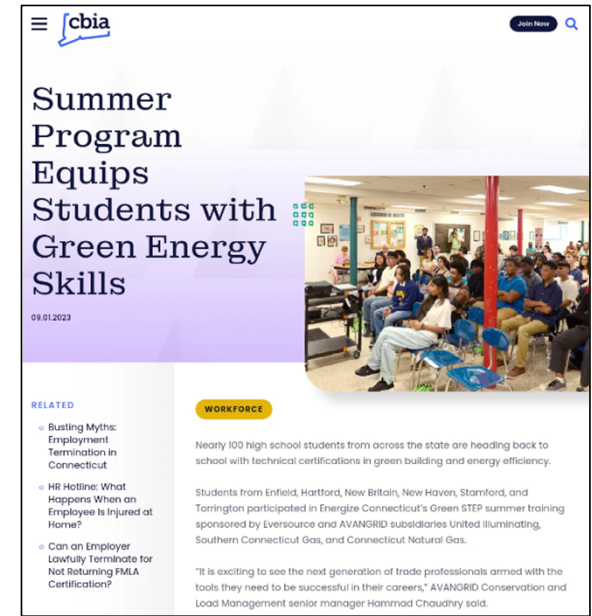 cbia
Join Now
Summer
Program
Equips
Students with
Green Energy
Skills
09.01.2023
RELATED
Busting Myths:
Employment
Termination in
Connecticut
HR Hotline: What
Happens When an
Employee Is Injured at
Home?
Can an Employer
Lawfully Terminate for
Not Returning FMLA
Certification?
WORKFORCE
Nearly 100 high school students from across the state are heading back to
school with technical certifications in green building and energy efficiency.
Students from Enfield, Hartford, New Britain, New Haven, Stamford, and
Torrington participated in Energize Connecticut's Green STEP summer training
sponsored by Eversource and AVANGRID subsidiaries United Illuminating,
Southern Connecticut Gas, and Connecticut Natural Gas.
"It is exciting to see the next generation of trade professionals armed with the
tools they need to be successful in their careers," AVANGRID Conservation and
Load Management senior manager Hammad Chaudhry said.